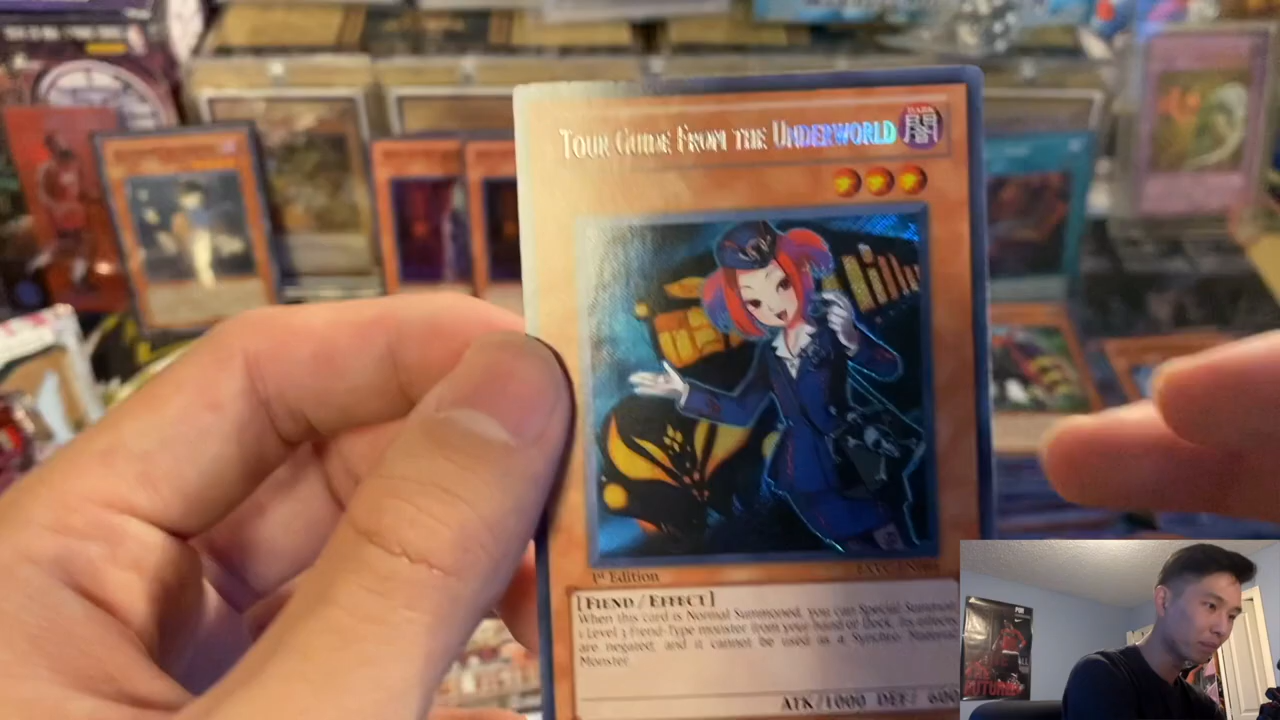 TOUR GUIDE FROM THE UNDERWORLD
DARK
闇
1st Edition
[FIEND / EFFECT]
When this card is Normal Summoned, you can Special Summon
1 Level 3 Fiend-Type monster from your hand or Deck. Its effects
are negated, and it cannot be used as a Synchro Material
Monster.
ATK/1000 DEF/ 600